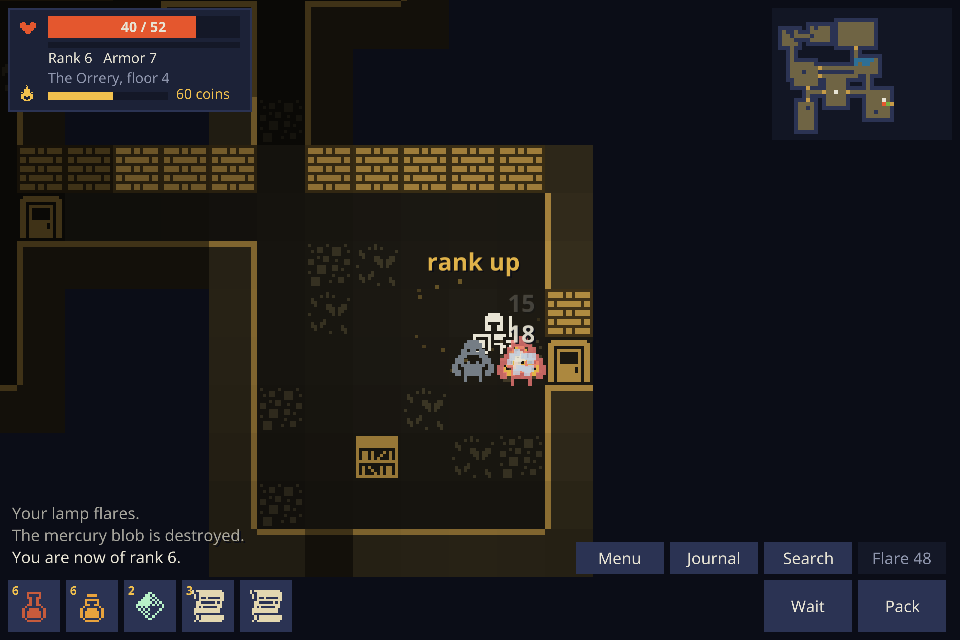 40 / 52
Rank 6 Armor 7
The Orrery, floor 4
60 coins
rank up
15
18
Your lamp flares.
The mercury blob is destroyed.
You are now of rank 6.
Menu
Journal
Search
Flare 48
6
6
2
3
Wait
Pack